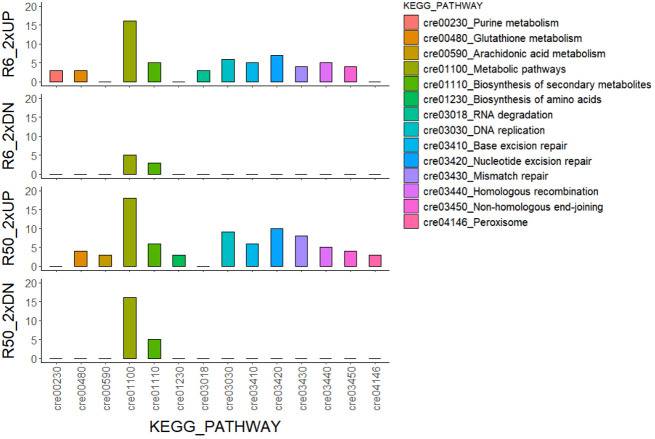 KEGG_PATHWAY
cre00230_Purine metabolism
cre00480_Glutathione metabolism
cre00590_Arachidonic acid metabolism
cre01100_Metabolic pathways
cre01110_Biosynthesis of secondary metabolites
cre01230_Biosynthesis of amino acids
cre03018_RNA degradation
cre03030_DNA replication
cre03410_Base excision repair
cre03420_Nucleotide excision repair
cre03430_Mismatch repair
cre03440_Homologous recombination
cre03450_Non-homologous end-joining
cre04146_Peroxisome
R6_2xUP
20
15
10
5
0
R6_2xDN
20
15
10
5
0
R50_2xUP
20
15
10
5
0
R50_2xDN
20
15
10
5
0
cre00230
cre00480
cre00590
cre01100
cre01110
cre01230
cre03018
cre03030
cre03410
cre03420
cre03430
cre03440
cre03450
cre04146
KEGG_PATHWAY